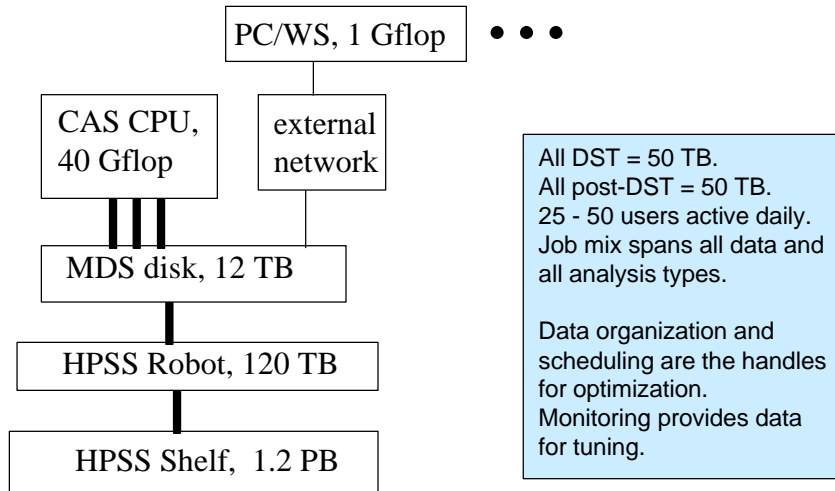 PC/WS, 1 Gflop • • •
CAS CPU,
40 Gflop
external
network
MDS disk, 12 TB
HPSS Robot, 120 TB
HPSS Shelf, 1.2 PB
All DST = 50 TB.
All post-DST = 50 TB.
25 - 50 users active daily.
Job mix spans all data and
all analysis types.
Data organization and
scheduling are the handles
for optimization.
Monitoring provides data
for tuning.